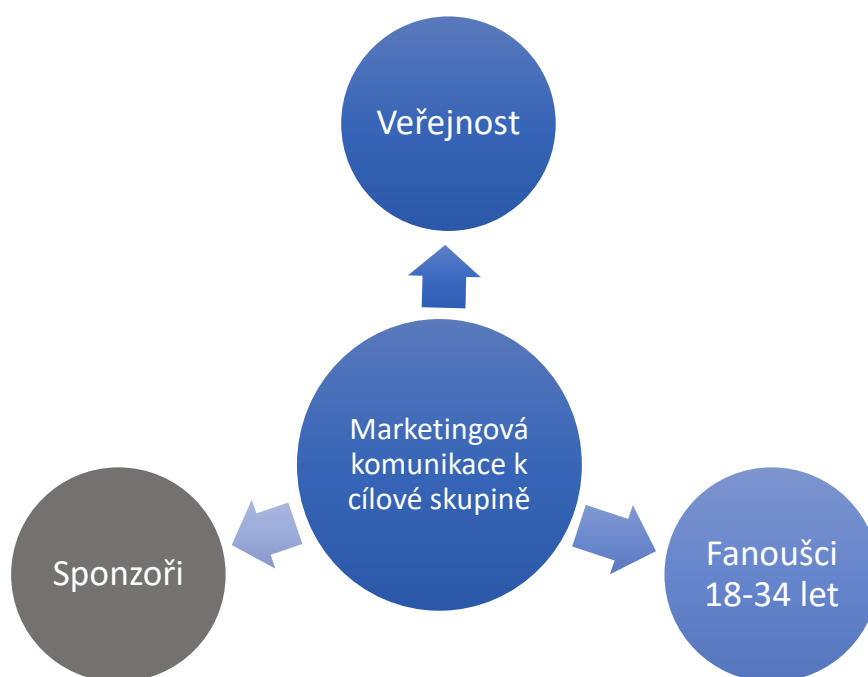 Veřejnost
Marketingová
komunikace k
cílové skupině
Sponzoři
Fanoušci
18-34 let